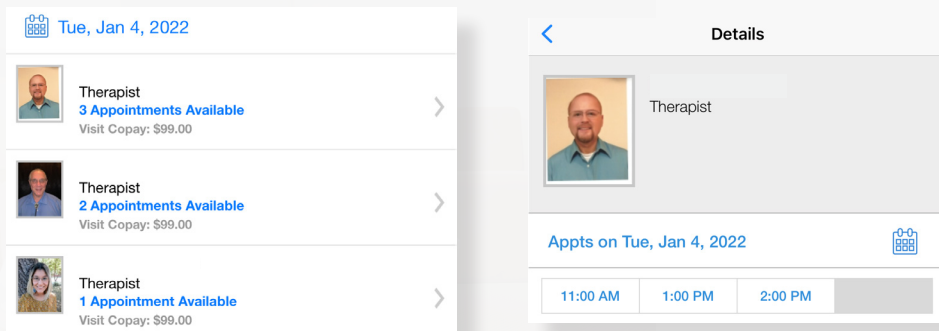 Tue, Jan 4, 2022
Therapist
3 Appointments Available
Visit Copay: $99.00
Therapist
2 Appointments Available
Visit Copay: $99.00
Therapist
1 Appointment Available
Visit Copay: $99.00
Details
Therapist
Appts on Tue, Jan 4, 2022
11:00 AM 1:00 PM 2:00 PM